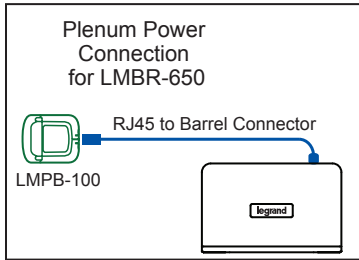 Plenum Power
Connection
for LMBR-650
RJ45 to Barrel Connector
LMPB-100
legrand